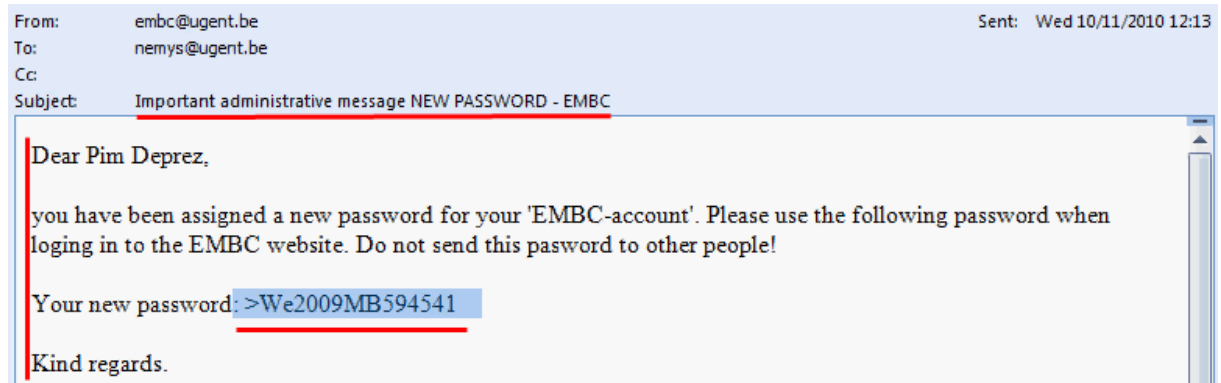 From: embc@ugent.be Sent: Wed 10/11/2010 12:13
To: nemys@ugent.be
Cc:
Subject: Important administrative message NEW PASSWORD - EMBC
Dear Pim Deprez,
you have been assigned a new password for your 'EMBC-account'. Please use the following password when
loging in to the EMBC website. Do not send this pasword to other people!
Your new password: >We2009MB594541
Kind regards.